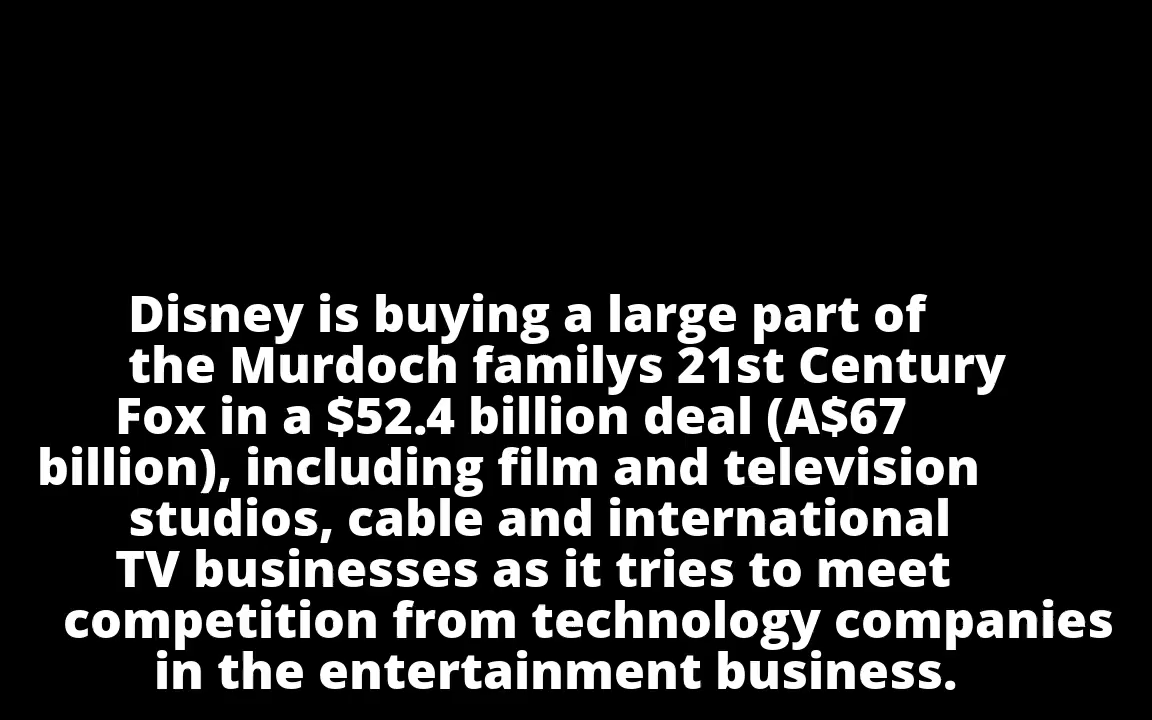 Disney is buying a large part of
the Murdoch familys 21st Century
Fox in a $52.4 billion deal (A$67
billion), including film and television
studios, cable and international
TV businesses as it tries to meet
competition from technology companies
in the entertainment business.